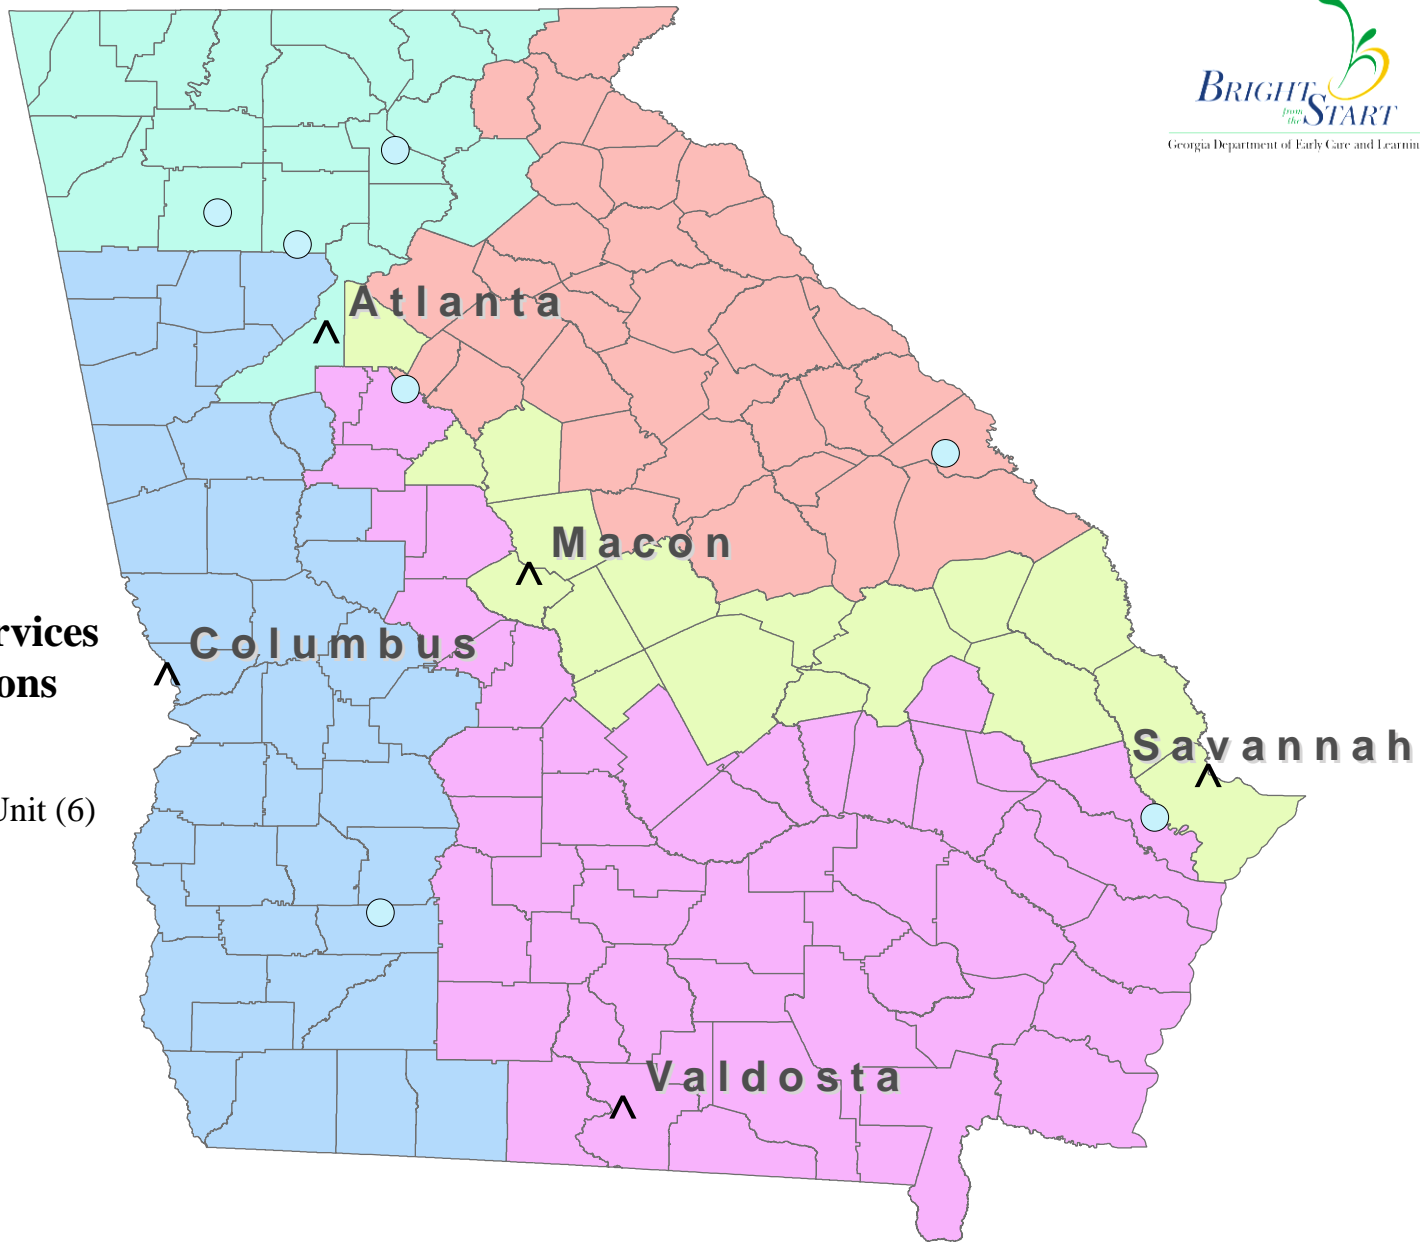 BRIGHT
from
the START
Georgia Department of Early Care and Learnin
Atlanta
Macon
rvices
Columbus
ons
Savannah
Unit (6)
Valdosta